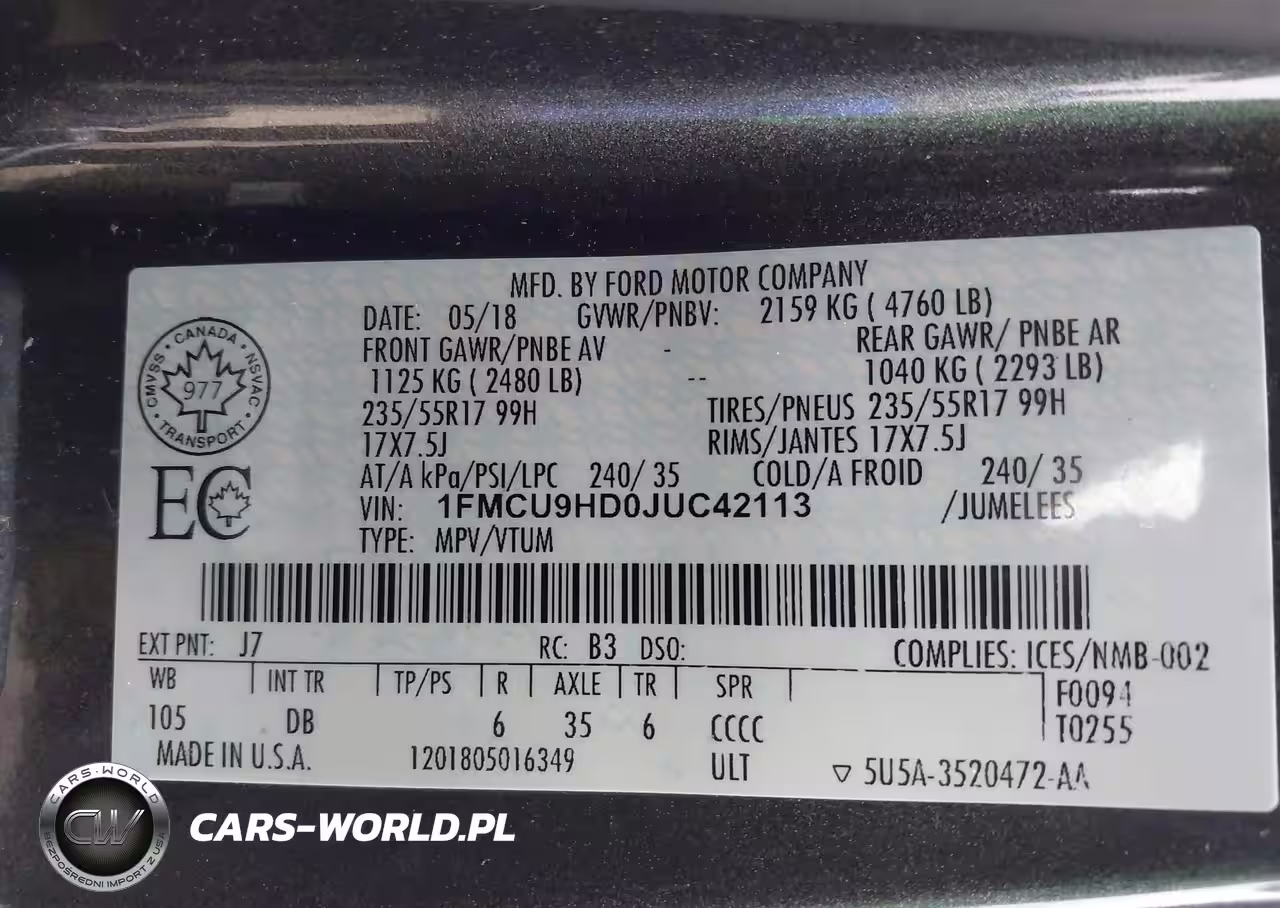 MFD. BY FORD MOTOR COMPANY
DATE: 05/18 GVWR/PNBV: 2159 KG ( 4760 LB)
FRONT GAWR/PNBE AV - REAR GAWR/ PNBE AR
1125 KG ( 2480 LB) -- 1040 KG ( 2293 LB)
235/55R17 99H TIRES/PNEUS 235/55R17 99H
17X7.5J RIMS/JANTES 17X7.5J
AT/A kPa/PSI/LPC 240/ 35 COLD/A FROID 240/ 35
VIN: 1FMCU9HD0JUC42113 /JUMELEES
TYPE: MPV/VTUM
CANADA
CMVSS • NSVAC
977
TRANSPORT
EC
EXT PNT: J7 RC: B3 DSO: COMPLIES: ICES/NMB-002
WB INT TR TP/PS R AXLE TR SPR F0094
105 DB 6 35 6 CCCC T0255
MADE IN U.S.A. 1201805016349 ULT ▽ 5U5A-3520472-AA
CARS-WORLD
CW
BEZPOŚREDNI IMPORT Z USA
CARS-WORLD.PL